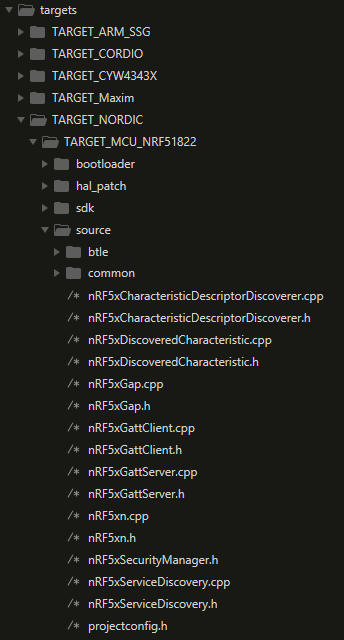 targets
TARGET_ARM_SSG
TARGET_CORDIO
TARGET_CYW4343X
TARGET_Maxim
TARGET_NORDIC
TARGET_MCU_NRF51822
bootloader
hal_patch
sdk
source
btle
common
/* nRF5xCharacteristicDescriptorDiscoverer.cpp
/* nRF5xCharacteristicDescriptorDiscoverer.h
/* nRF5xDiscoveredCharacteristic.cpp
/* nRF5xDiscoveredCharacteristic.h
/* nRF5xGap.cpp
/* nRF5xGap.h
/* nRF5xGattClient.cpp
/* nRF5xGattClient.h
/* nRF5xGattServer.cpp
/* nRF5xGattServer.h
/* nRF5xn.cpp
/* nRF5xn.h
/* nRF5xSecurityManager.h
/* nRF5xServiceDiscovery.cpp
/* nRF5xServiceDiscovery.h
/* projectconfig.h